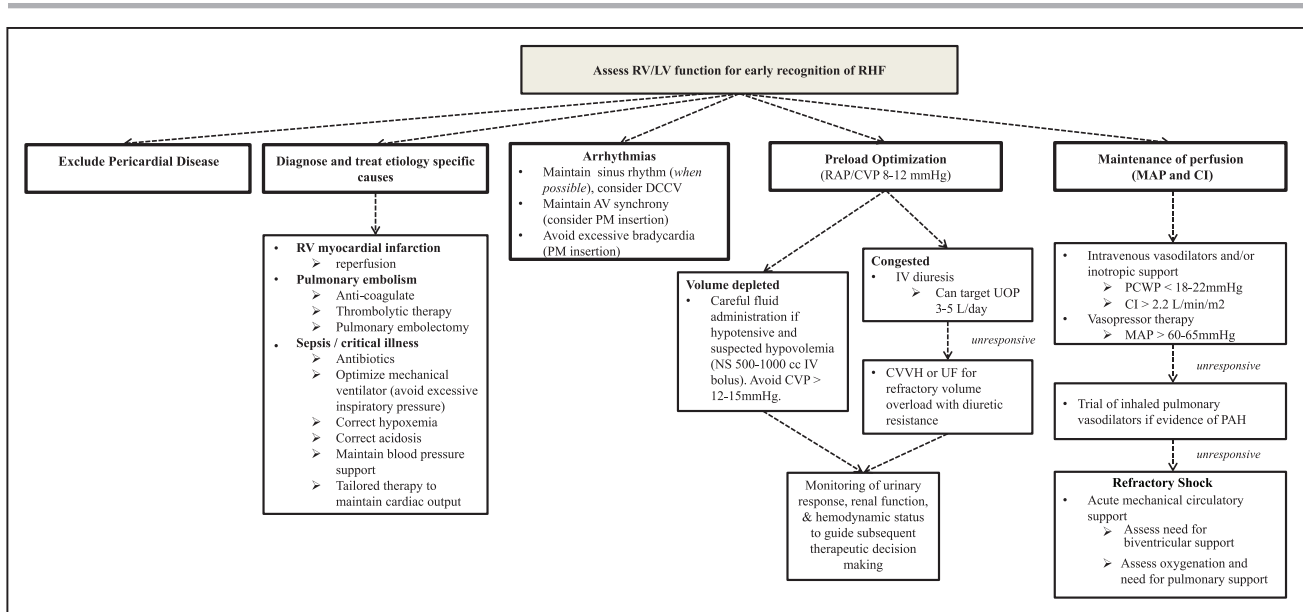 Assess RV/LV function for early recognition of RHF
Exclude Pericardial Disease
Diagnose and treat etiology specific
causes
• RV myocardial infarction
➢ reperfusion
• Pulmonary embolism
➢ Anti-coagulate
➢ Thrombolytic therapy
➢ Pulmonary embolectomy
• Sepsis / critical illness
➢ Antibiotics
➢ Optimize mechanical
ventilator (avoid excessive
inspiratory pressure)
➢ Correct hypoxemia
➢ Correct acidosis
➢ Maintain blood pressure
support
➢ Tailored therapy to
maintain cardiac output
Arrhythmias
• Maintain sinus rhythm (when
possible), consider DCCV
• Maintain AV synchrony
(consider PM insertion)
• Avoid excessive bradycardia
(PM insertion)
Preload Optimization
(RAP/CVP 8-12 mmHg)
Volume depleted
• Careful fluid
administration if
hypotensive and
suspected hypovolemia
(NS 500-1000 cc IV
bolus). Avoid CVP >
12-15mmHg.
Congested
• IV diuresis
➢ Can target UOP
3-5 L/day
unresponsive
• CVVH or UF for
refractory volume
overload with diuretic
resistance
Monitoring of urinary
response, renal function,
& hemodynamic status
to guide subsequent
therapeutic decision
making
Maintenance of perfusion
(MAP and CI)
• Intravenous vasodilators and/or
inotropic support
➢ PCWP < 18-22mmHg
➢ CI > 2.2 L/min/m2
• Vasopressor therapy
➢ MAP > 60-65mmHg
unresponsive
• Trial of inhaled pulmonary
vasodilators if evidence of PAH
unresponsive
Refractory Shock
• Acute mechanical circulatory
support
➢ Assess need for
biventricular support
➢ Assess oxygenation and
need for pulmonary support